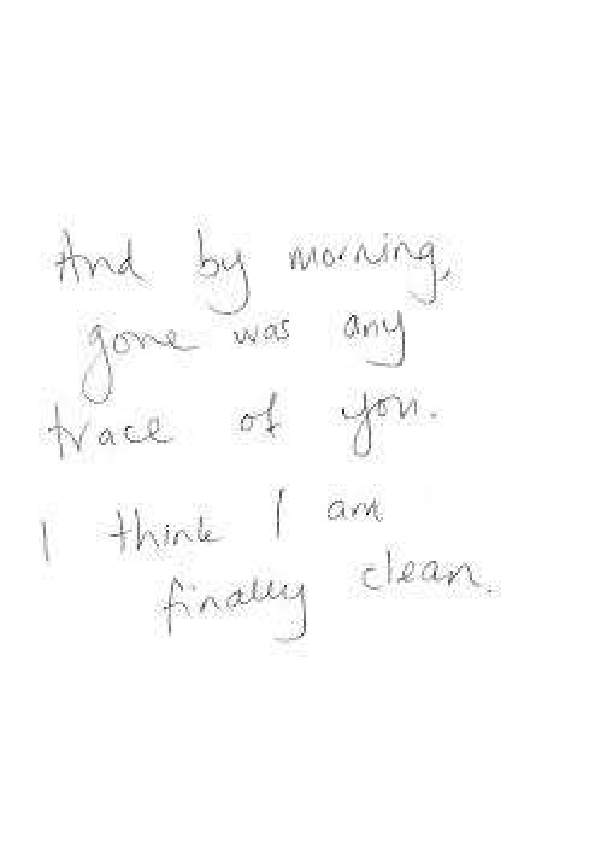 And by morning,
gone was any
trace of you.
I think I am
finally clean.